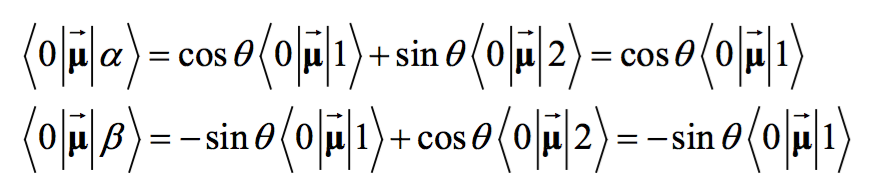 ⟨0|μ⃗|α⟩ = cos θ⟨0|μ⃗|1⟩ + sin θ⟨0|μ⃗|2⟩ = cos θ⟨0|μ⃗|1⟩
⟨0|μ⃗|β⟩ = −sin θ⟨0|μ⃗|1⟩ + cos θ⟨0|μ⃗|2⟩ = −sin θ⟨0|μ⃗|1⟩